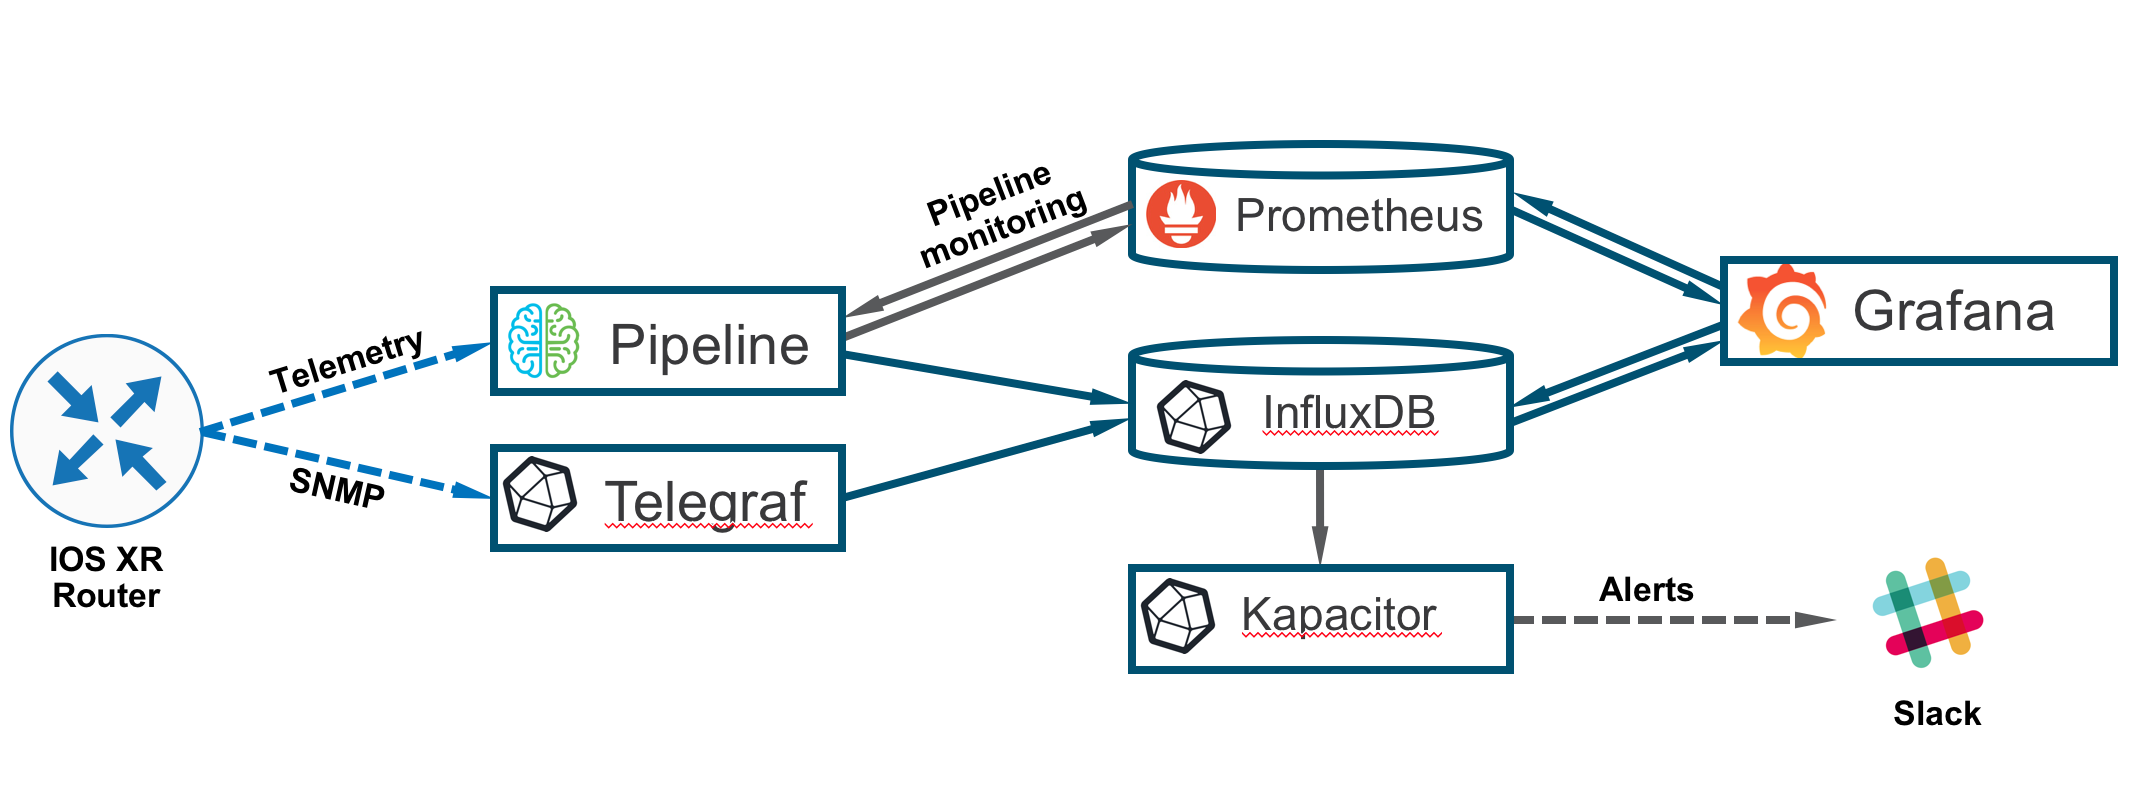 Telemetry
SNMP
IOS XR
Router
Pipeline
Telegraf
Pipeline
monitoring
Prometheus
InfluxDB
Kapacitor
Grafana
Alerts
Slack